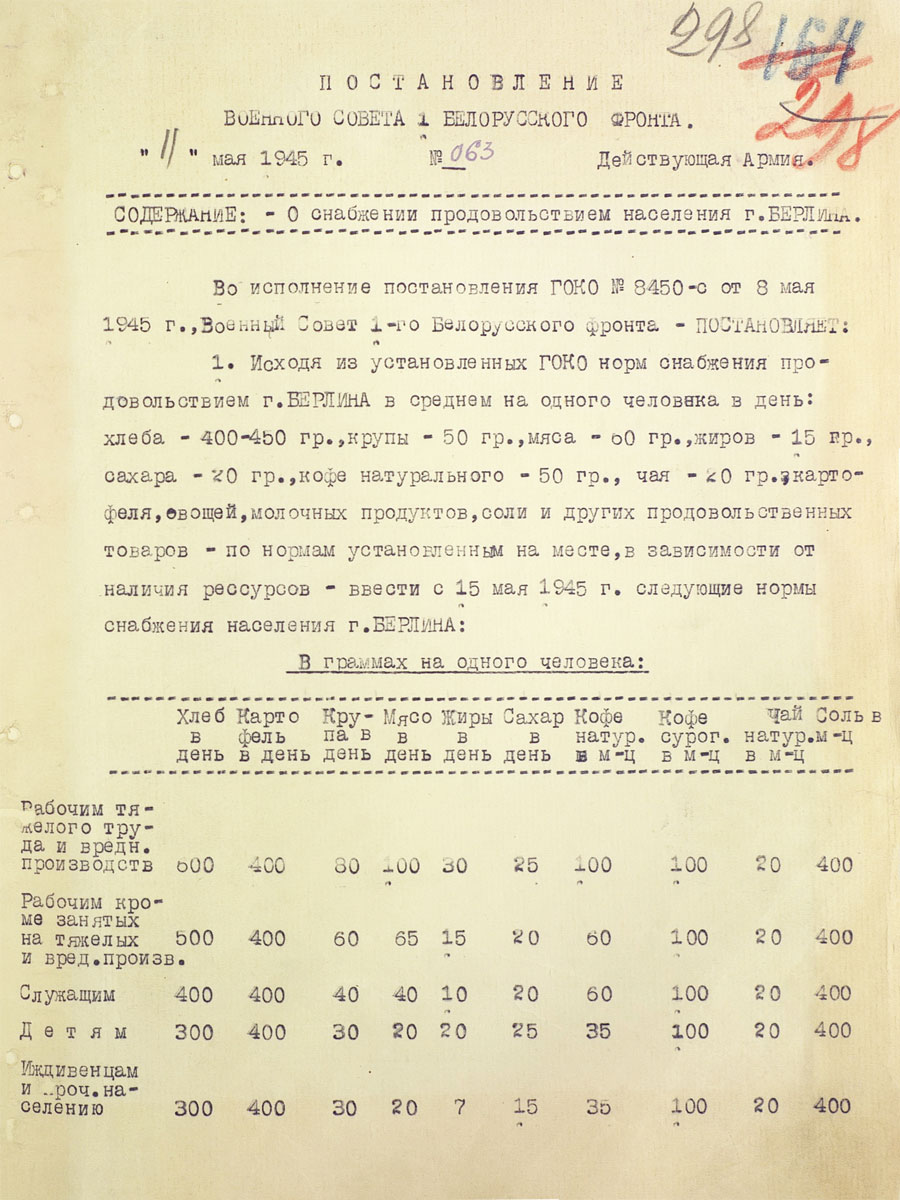 298 164
298
ПОСТАНОВЛЕНИЕ
ВОЕННОГО СОВЕТА 1 БЕЛОРУССКОГО ФРОНТА.
"11" мая 1945 г. № 063 Действующая Армия.
СОДЕРЖАНИЕ: - О снабжении продовольствием населения г.БЕРЛИНА.
Во исполнение постановления ГОКО № 8450-с от 8 мая
1945 г.,Военный Совет 1-го Белорусского фронта - ПОСТАНОВЛЯЕТ:
1. Исходя из установленных ГОКО норм снабжения про-
довольствием г.БЕРЛИНА в среднем на одного человека в день:
хлеба - 400-450 гр.,крупы - 50 гр.,мяса - 60 гр.,жиров - 15 гр.,
сахара - 20 гр.,кофе натурального - 50 гр., чая - 20 гр.,карто-
феля,овощей,молочных продуктов,соли и других продовольственных
товаров - по нормам установленным на месте,в зависимости от
наличия рессурсов - ввести с 15 мая 1945 г. следующие нормы
снабжения населения г.БЕРЛИНА:
В граммах на одного человека:
Хлеб Карто Кру- Мясо Жиры Сахар Кофе Кофе Чай Соль в
в фель па в в в в натур. сурог. натур. м-ц
день в день день день день день в м-ц в м-ц в м-ц
Рабочим тя-
желого тру-
да и вредн.
производств 600 400 80 100 30 25 100 100 20 400
Рабочим кро-
ме занятых
на тяжелых 500 400 60 65 15 20 60 100 20 400
и вред.произв.
Служащим 400 400 40 40 10 20 60 100 20 400
Детям 300 400 30 20 20 25 35 100 20 400
Иждивенцам
и проч.на-
селению 300 400 30 20 7 15 35 100 20 400